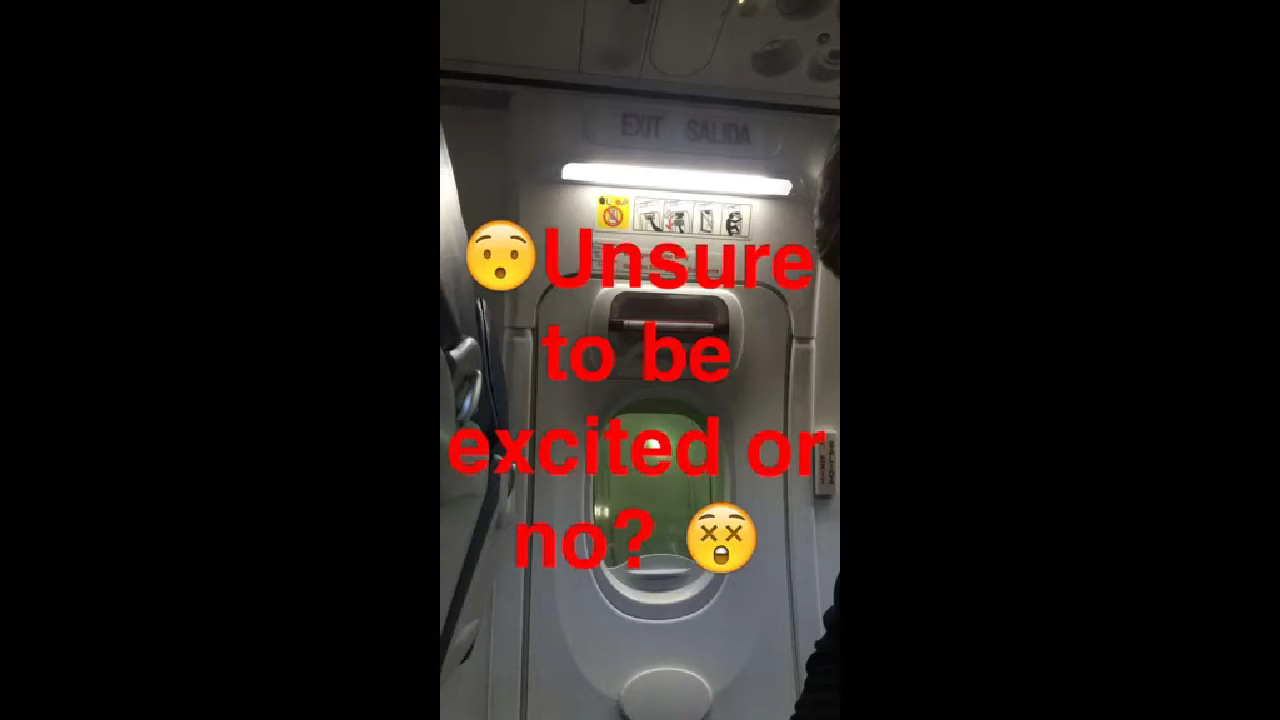 EXIT SALIDA
😯Unsure
to be
excited or
no? 😲